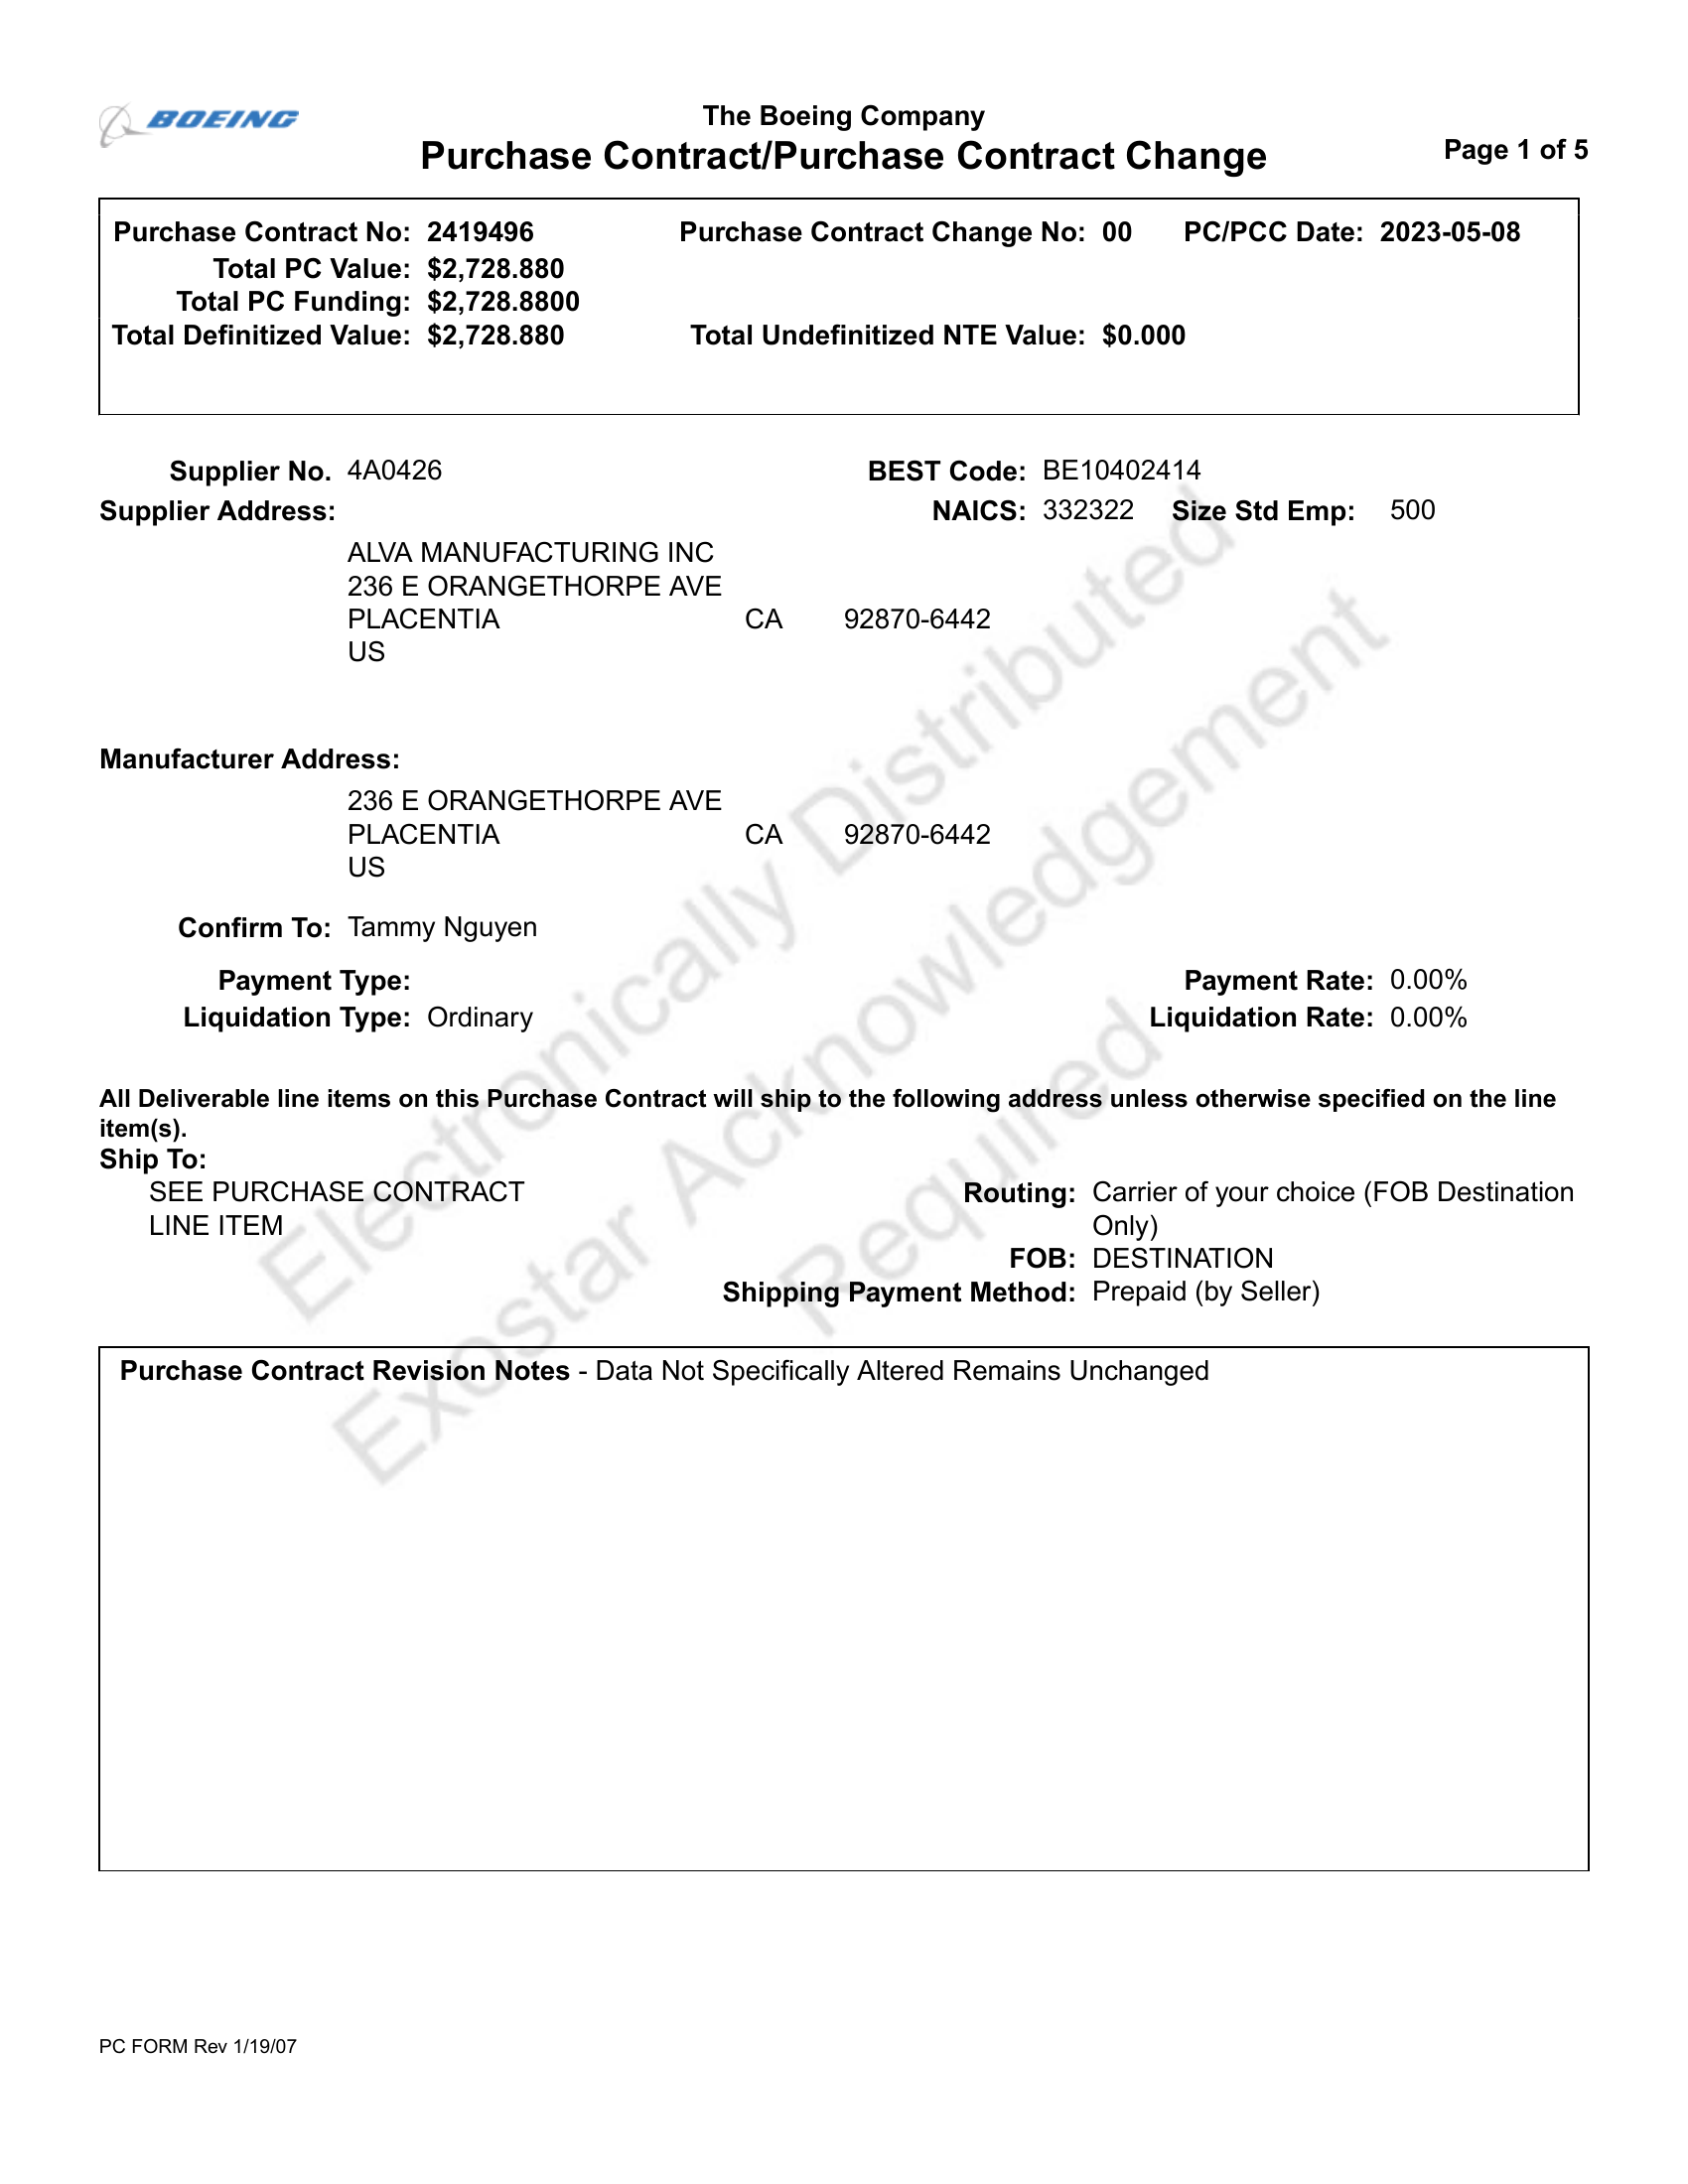 BOEING
The Boeing Company
Purchase Contract/Purchase Contract Change
Page 1 of 5
Purchase Contract No: 2419496 Purchase Contract Change No: 00 PC/PCC Date: 2023-05-08
Total PC Value: $2,728.880
Total PC Funding: $2,728.8800
Total Definitized Value: $2,728.880 Total Undefinitized NTE Value: $0.000
Supplier No. 4A0426 BEST Code: BE10402414
Supplier Address: NAICS: 332322 Size Std Emp: 500
ALVA MANUFACTURING INC
236 E ORANGETHORPE AVE
PLACENTIA CA 92870-6442
US
Manufacturer Address:
236 E ORANGETHORPE AVE
PLACENTIA CA 92870-6442
US
Confirm To: Tammy Nguyen
Payment Type: Payment Rate: 0.00%
Liquidation Type: Ordinary Liquidation Rate: 0.00%
All Deliverable line items on this Purchase Contract will ship to the following address unless otherwise specified on the line
item(s).
Ship To:
SEE PURCHASE CONTRACT Routing: Carrier of your choice (FOB Destination
LINE ITEM Only)
FOB: DESTINATION
Shipping Payment Method: Prepaid (by Seller)
Purchase Contract Revision Notes - Data Not Specifically Altered Remains Unchanged
Electronically Distributed
Exostar Acknowledgement
Required
PC FORM Rev 1/19/07